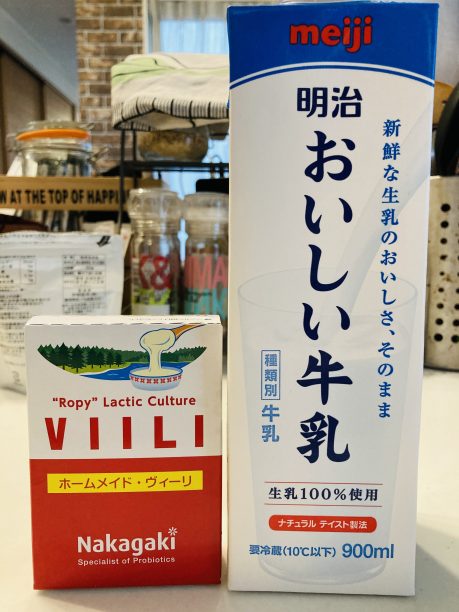 W AT THE TOP OF HAPP
"Ropy" Lactic Culture
VIILI
ホームメイド・ヴィーリ
Nakagaki
Specialist of Probiotics
meiji
明治
おいしい牛乳
新鮮な生乳のおいしさ、そのまま
種類別
牛乳
生乳100%使用
ナチュラル テイスト製法
要冷蔵(10℃以下) 900ml